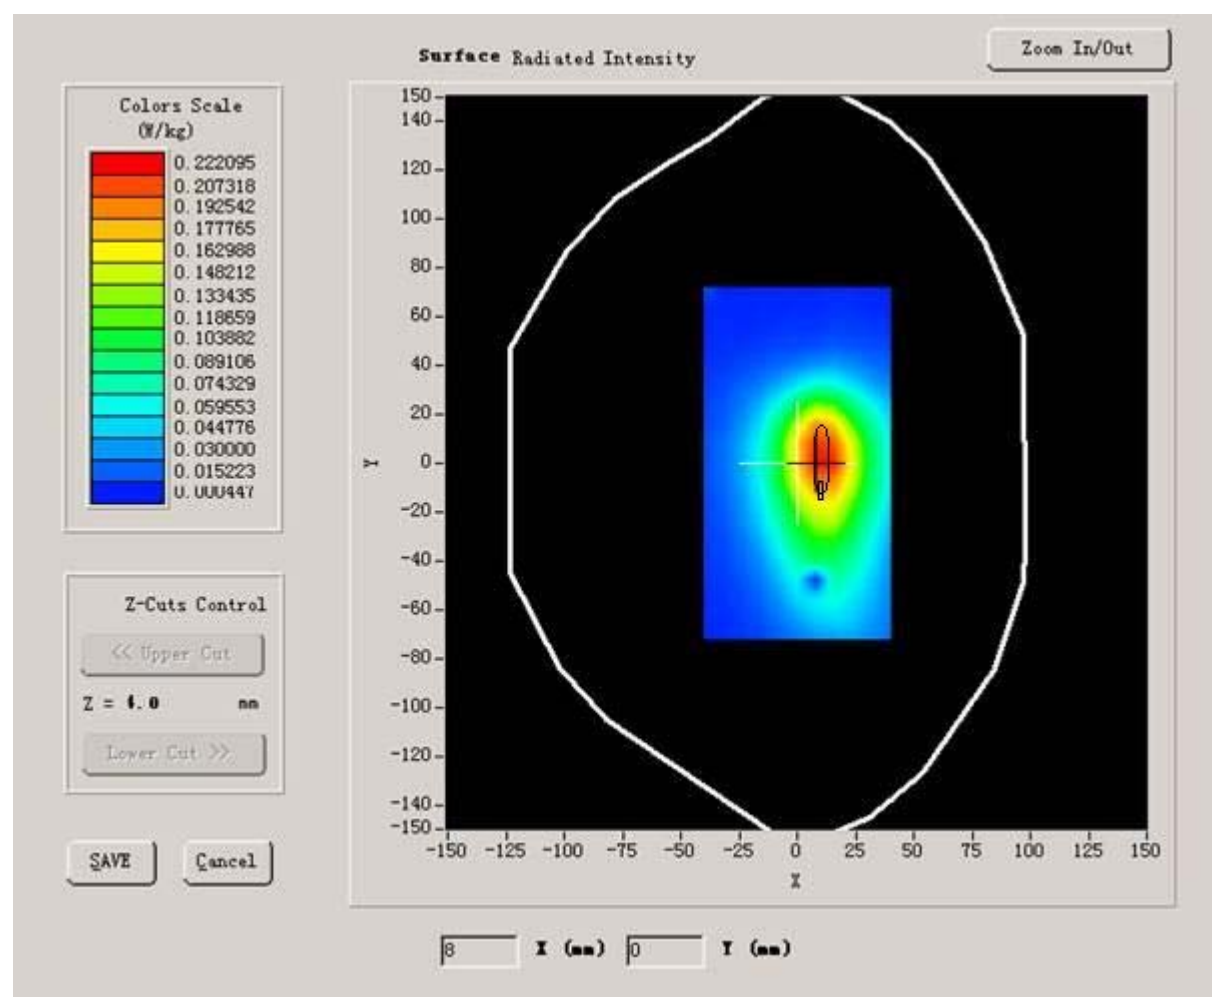 Surface Radiated Intensity
Zoom In/Out
Colors Scale
(W/kg)
0.222095
0.207318
0.192542
0.177765
0.162988
0.148212
0.133435
0.118659
0.103882
0.089106
0.074329
0.059553
0.044776
0.030000
0.015223
0.000447
150
140
120
100
80
60
40
20
0
-20
-40
-60
-80
-100
-120
-140
-150
Y
-150 -125 -100 -75 -50 -25 0 25 50 75 100 125 150
X
Z-Cuts Control
<< Upper Cut
Z = 4.0 mm
Lower Cut >>
SAVE Cancel
8 X (mm) 0 Y (mm)